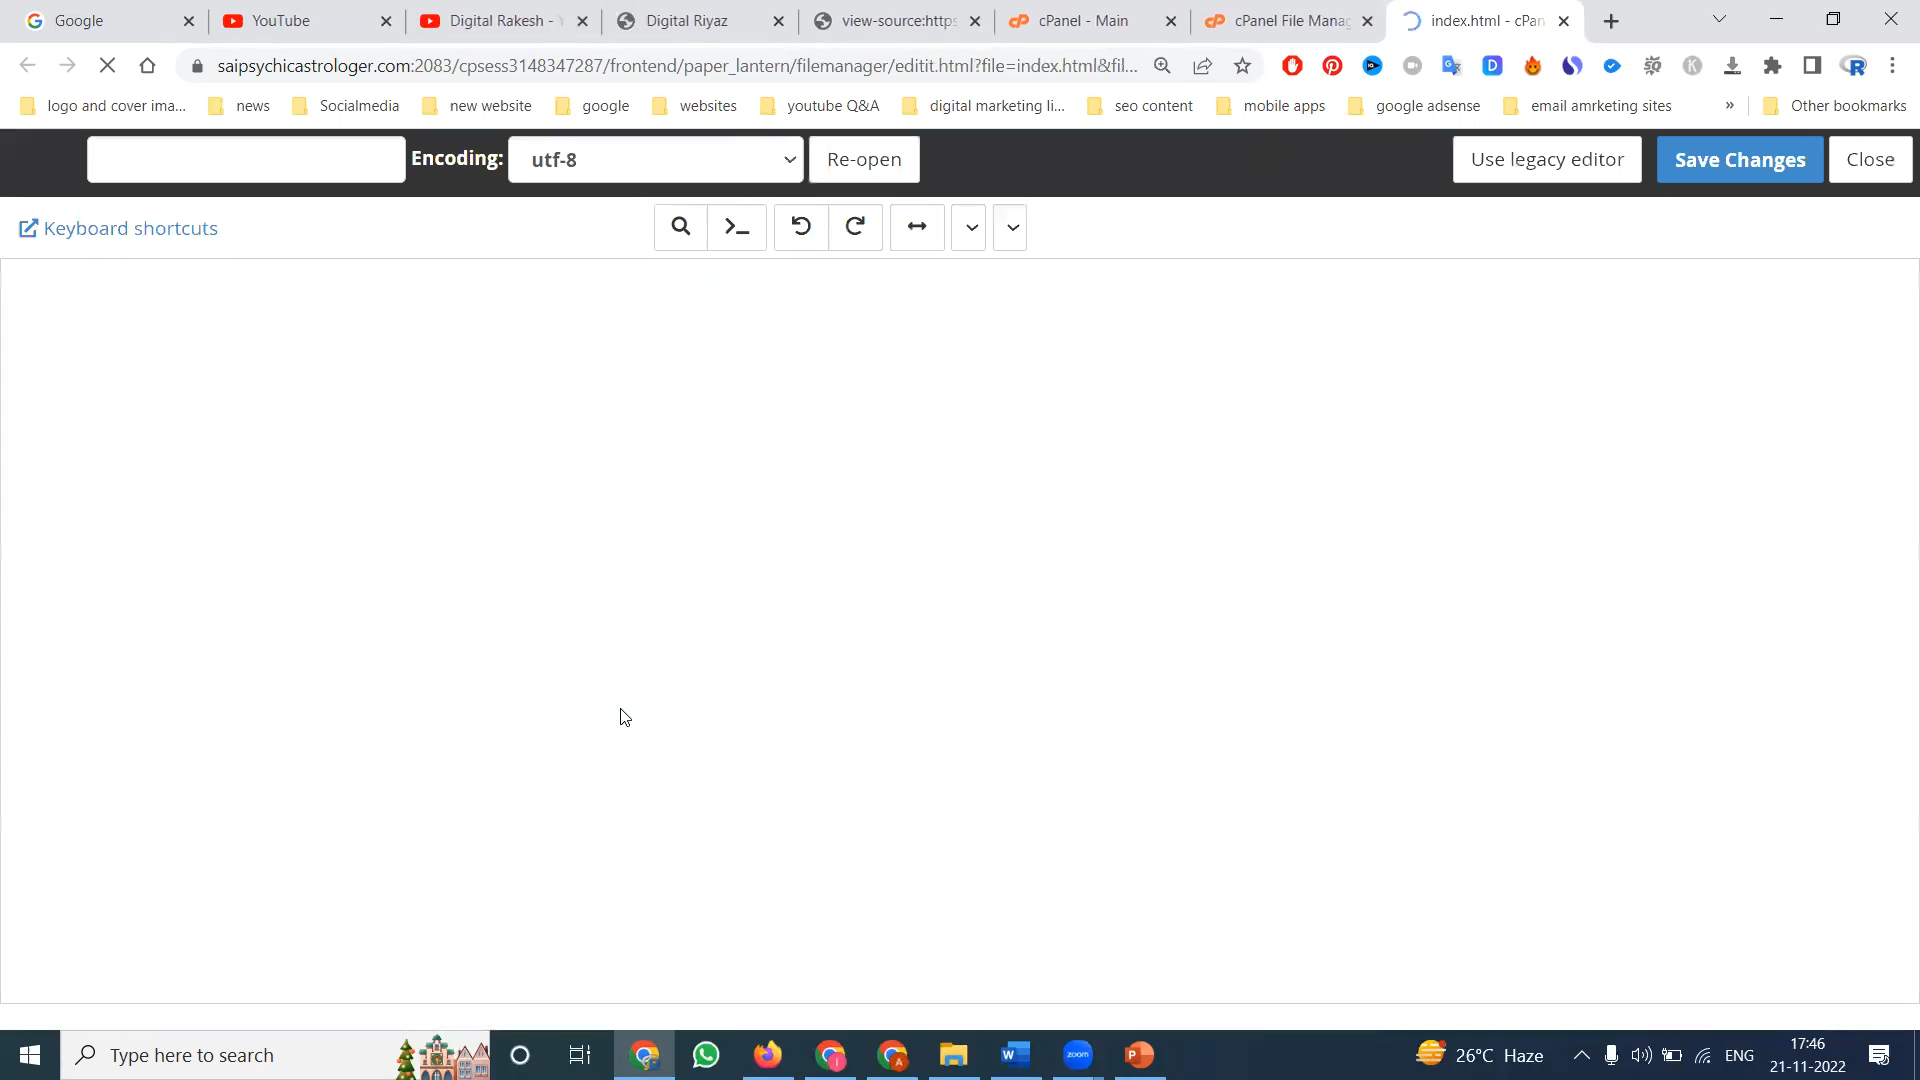 Google
YouTube
Digital Rakesh - Y
Digital Riyaz
view-source:https
cPanel - Main
cPanel File Manag
index.html - cPan
saipsychicastrologer.com:2083/cpsess3148347287/frontend/paper_lantern/filemanager/editit.html?file=index.html&fil...
logo and cover ima...
news
Socialmedia
new website
google
websites
youtube Q&A
digital marketing li...
seo content
mobile apps
google adsense
email amrketing sites
»
Other bookmarks
Encoding:
utf-8
Re-open
Use legacy editor
Save Changes
Close
Keyboard shortcuts
Type here to search
zoom
26°C Haze
ENG
17:46
21-11-2022